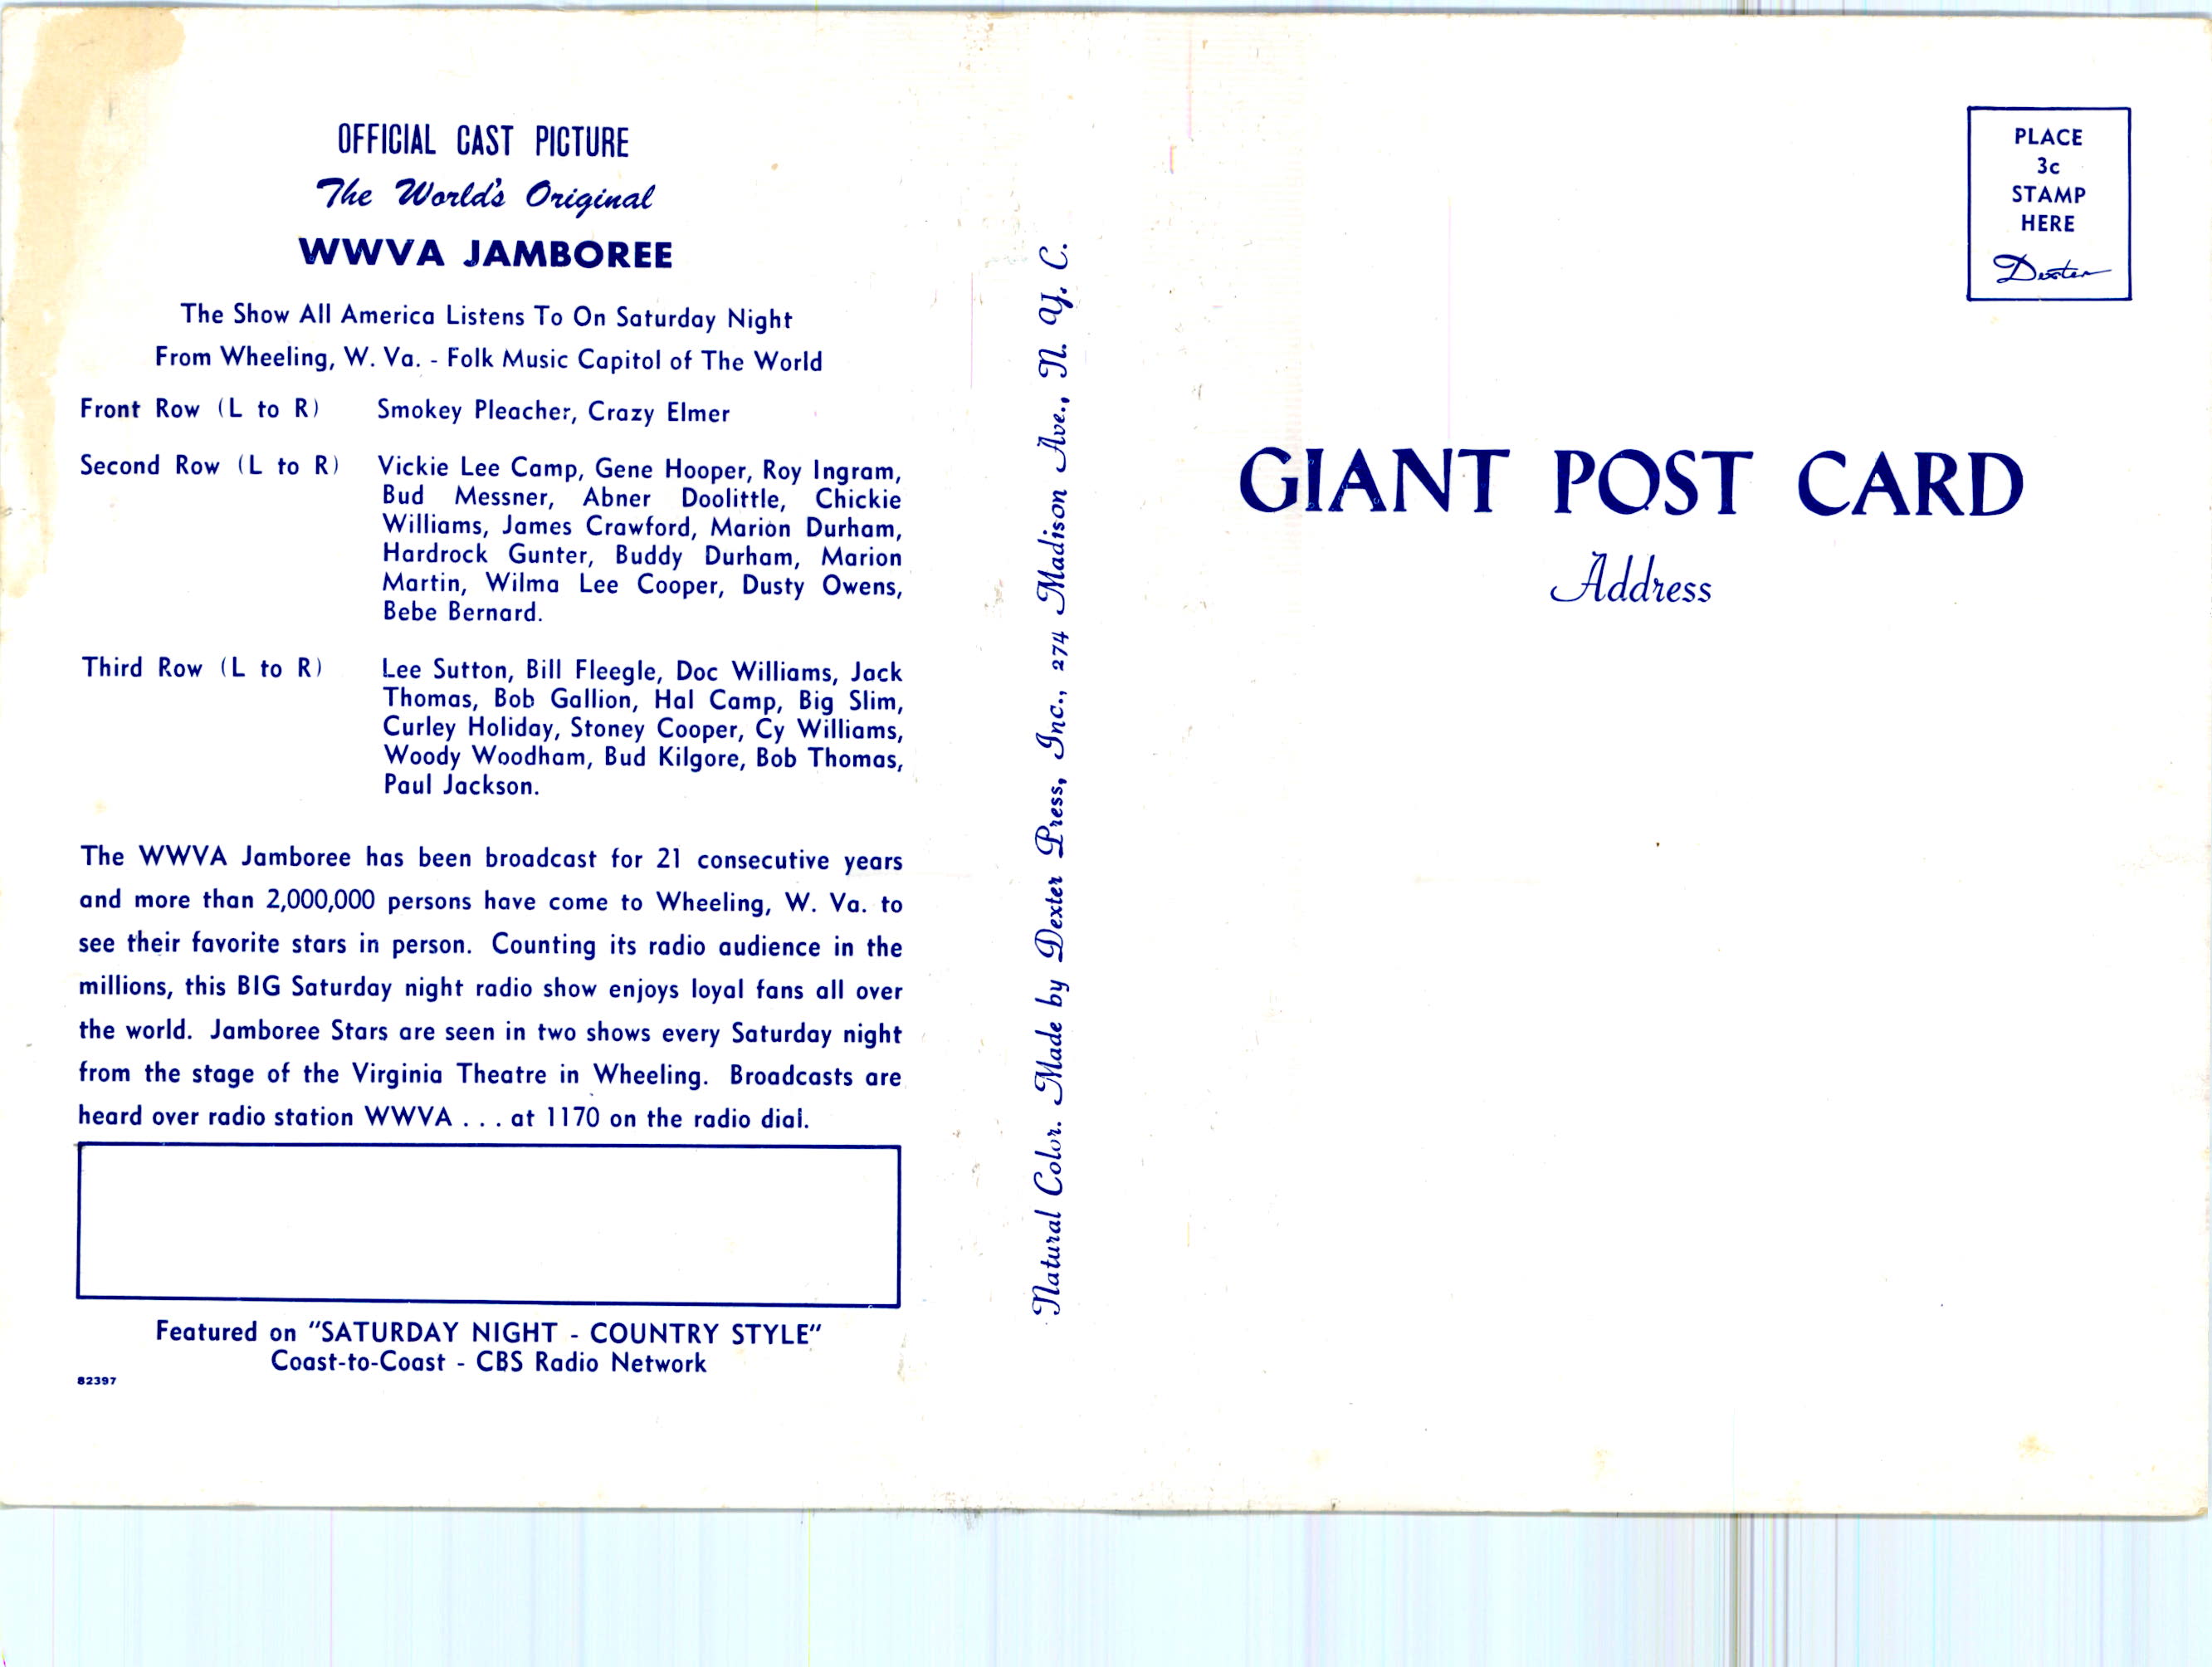 OFFICIAL CAST PICTURE
The World's Original
WWVA JAMBOREE
The Show All America Listens To On Saturday Night
From Wheeling, W. Va. - Folk Music Capitol of The World
Front Row (L to R) Smokey Pleacher, Crazy Elmer
Second Row (L to R) Vickie Lee Camp, Gene Hooper, Roy Ingram,
Bud Messner, Abner Doolittle, Chickie
Williams, James Crawford, Marion Durham,
Hardrock Gunter, Buddy Durham, Marion
Martin, Wilma Lee Cooper, Dusty Owens,
Bebe Bernard.
Third Row (L to R) Lee Sutton, Bill Fleegle, Doc Williams, Jack
Thomas, Bob Gallion, Hal Camp, Big Slim,
Curley Holiday, Stoney Cooper, Cy Williams,
Woody Woodham, Bud Kilgore, Bob Thomas,
Paul Jackson.
The WWVA Jamboree has been broadcast for 21 consecutive years
and more than 2,000,000 persons have come to Wheeling, W. Va. to
see their favorite stars in person. Counting its radio audience in the
millions, this BIG Saturday night radio show enjoys loyal fans all over
the world. Jamboree Stars are seen in two shows every Saturday night
from the stage of the Virginia Theatre in Wheeling. Broadcasts are
heard over radio station WWVA . . . at 1170 on the radio dial.
Featured on "SATURDAY NIGHT - COUNTRY STYLE"
Coast-to-Coast - CBS Radio Network
82397
Natural Color. Made by Dexter Press, Inc., 274 Madison Ave., N. Y. C.
PLACE
3c
STAMP
HERE
Dexter
GIANT POST CARD
Address